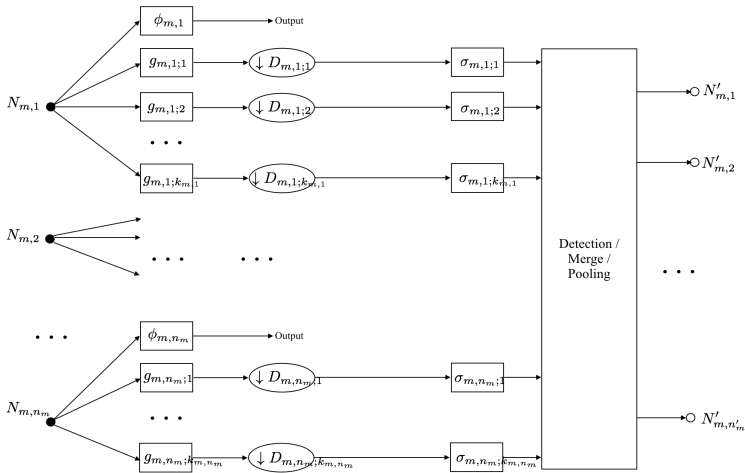 ϕ_{m,1} Output
g_{m,1;1} ↓ D_{m,1;1} σ_{m,1;1}
N_{m,1} g_{m,1;2} ↓ D_{m,1;2} σ_{m,1;2} N'_{m,1}
. . .
g_{m,1;k_{m,1}} ↓ D_{m,1;k_{m,1}} σ_{m,1;k_{m,1}} N'_{m,2}
N_{m,2}
. . . . . .
Detection /
Merge /
Pooling
. . .
. . . ϕ_{m,n_m} Output
g_{m,n_m;1} ↓ D_{m,n_m;1} σ_{m,n_m;1}
N_{m,n_m} . . . N'_{m,n'_m}
g_{m,n_m;k_{m,n_m}} ↓ D_{m,n_m;k_{m,n_m}} σ_{m,n_m;k_{m,n_m}}